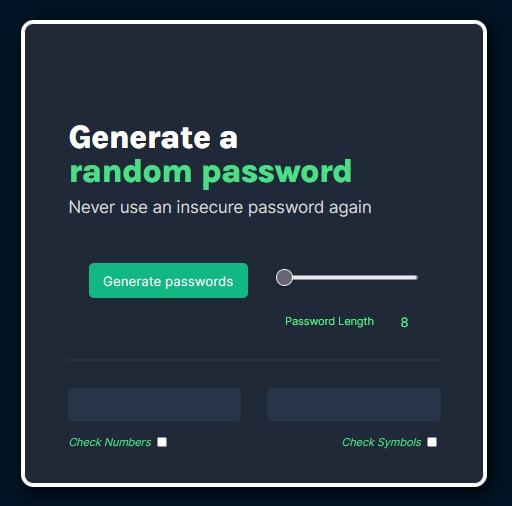 Generate a
random password
Never use an insecure password again
Generate passwords
Password Length 8
Check Numbers
Check Symbols